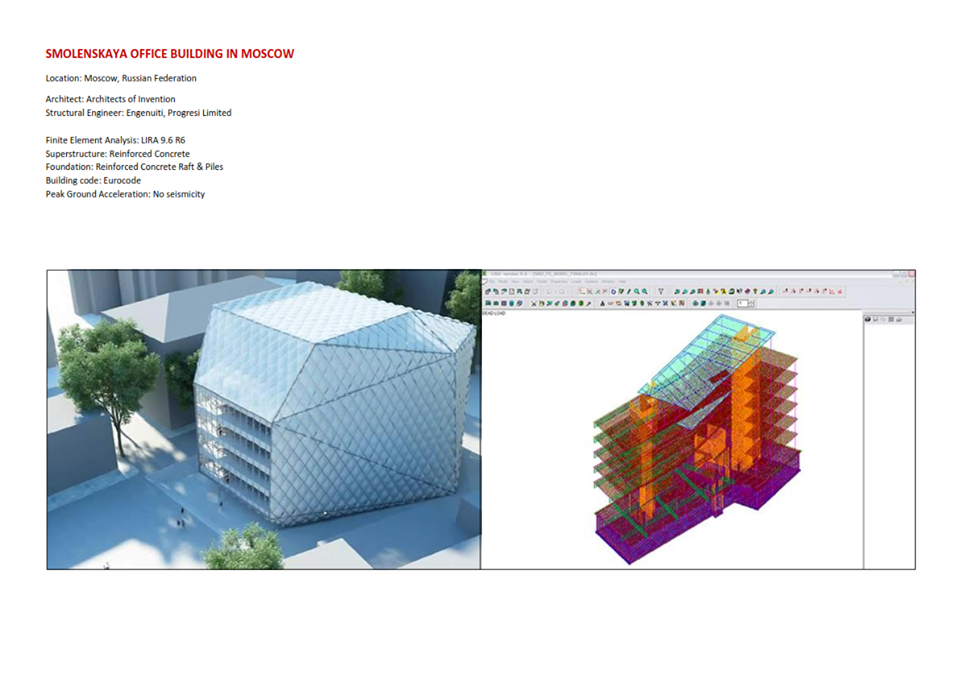 SMOLENSKAYA OFFICE BUILDING IN MOSCOW
Location: Moscow, Russian Federation
Architect: Architects of Invention
Structural Engineer: Engenuiti, Progresi Limited
Finite Element Analysis: LIRA 9.6 R6
Superstructure: Reinforced Concrete
Foundation: Reinforced Concrete Raft & Piles
Building code: Eurocode
Peak Ground Acceleration: No seismicity
DEAD LOAD